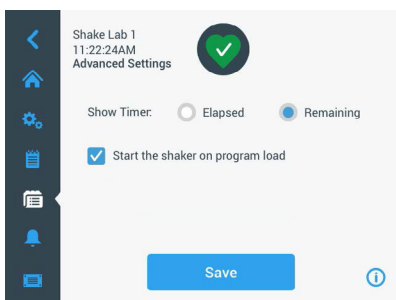 Shake Lab 1
11:22:24AM
Advanced Settings
Show Timer: Elapsed Remaining
Start the shaker on program load
Save